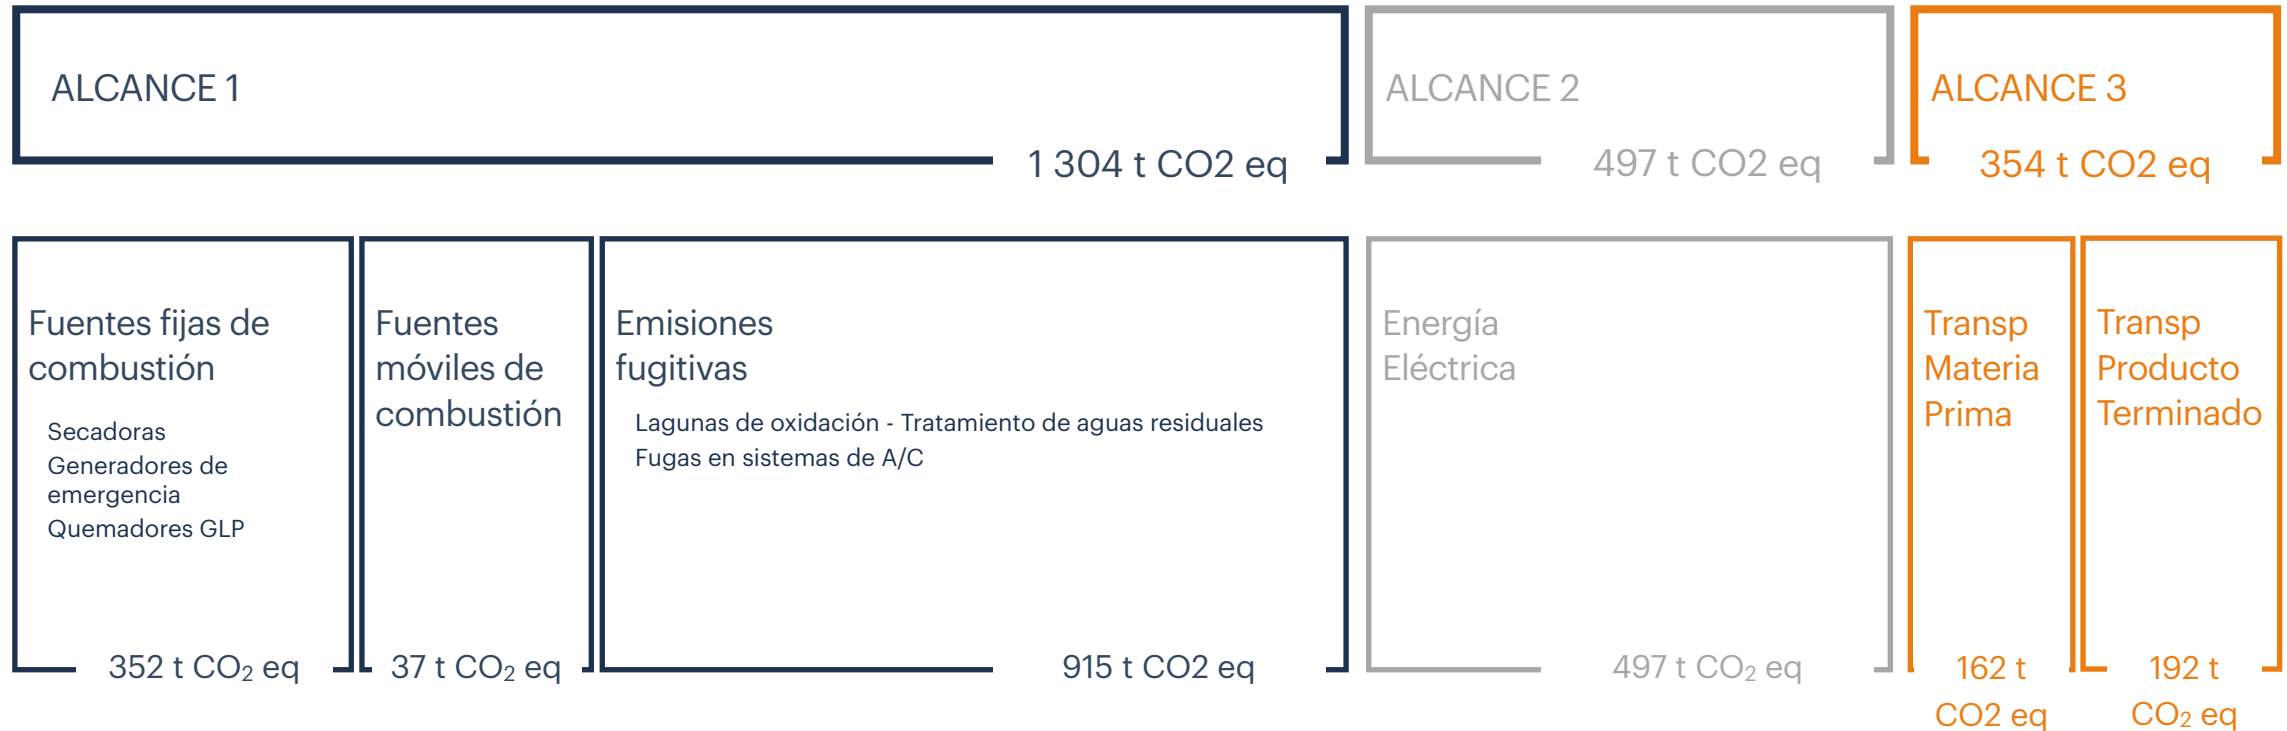 ALCANCE 1
1 304 t CO2 eq
ALCANCE 2
497 t CO2 eq
ALCANCE 3
354 t CO2 eq
Fuentes fijas de
combustión
Secadoras
Generadores de
emergencia
Quemadores GLP
352 t CO₂ eq
Fuentes
móviles de
combustión
37 t CO₂ eq
Emisiones
fugitivas
Lagunas de oxidación - Tratamiento de aguas residuales
Fugas en sistemas de A/C
915 t CO2 eq
Energía
Eléctrica
497 t CO₂ eq
Transp
Materia
Prima
162 t
CO2 eq
Transp
Producto
Terminado
192 t
CO₂ eq